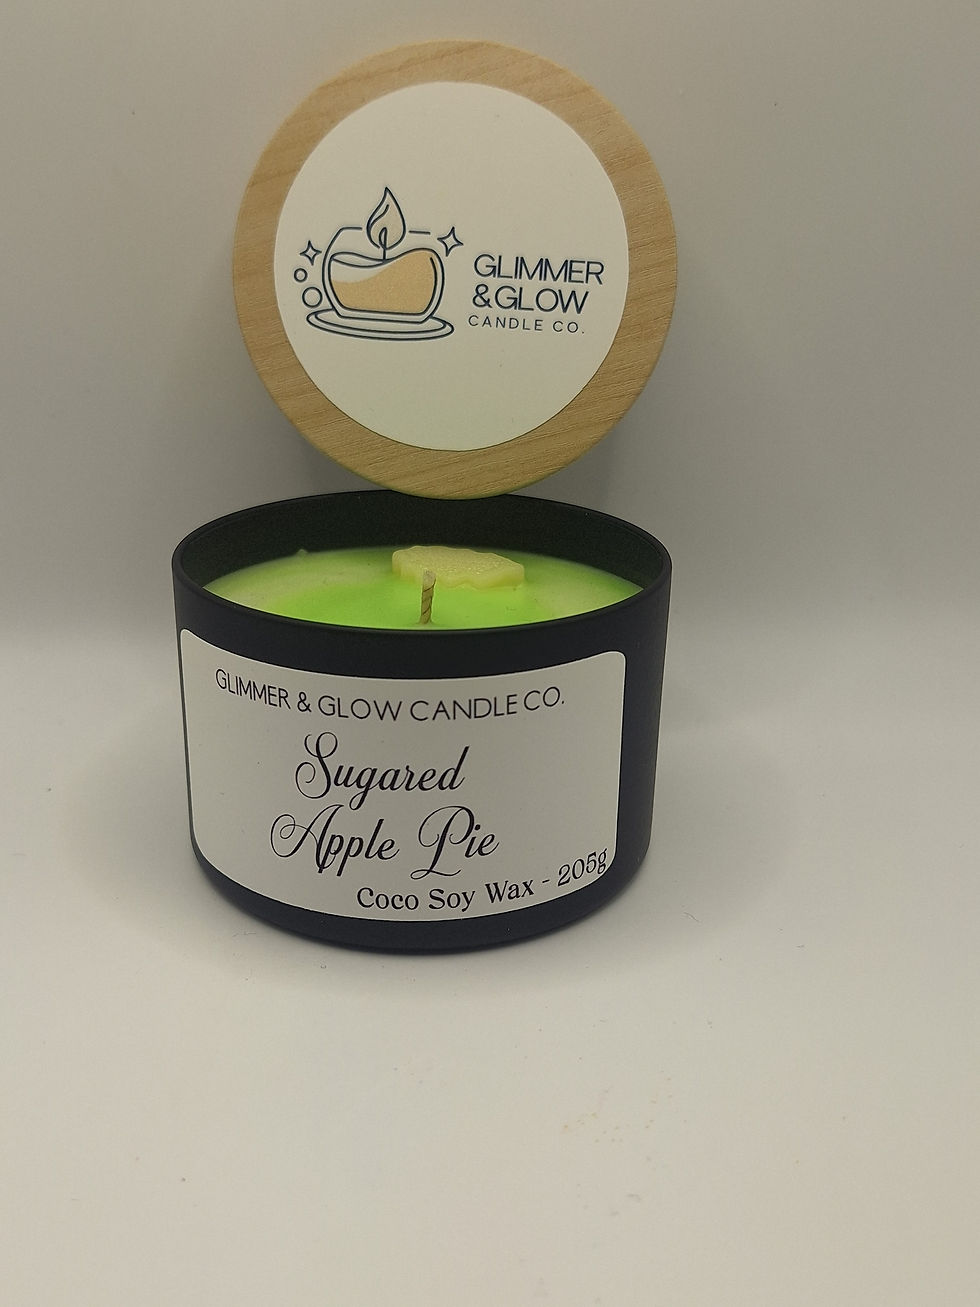 GLIMMER
&GLOW
CANDLE CO.
GLIMMER & GLOW CANDLE CO.
Sugared
Apple Pie
Coco Soy Wax - 205g